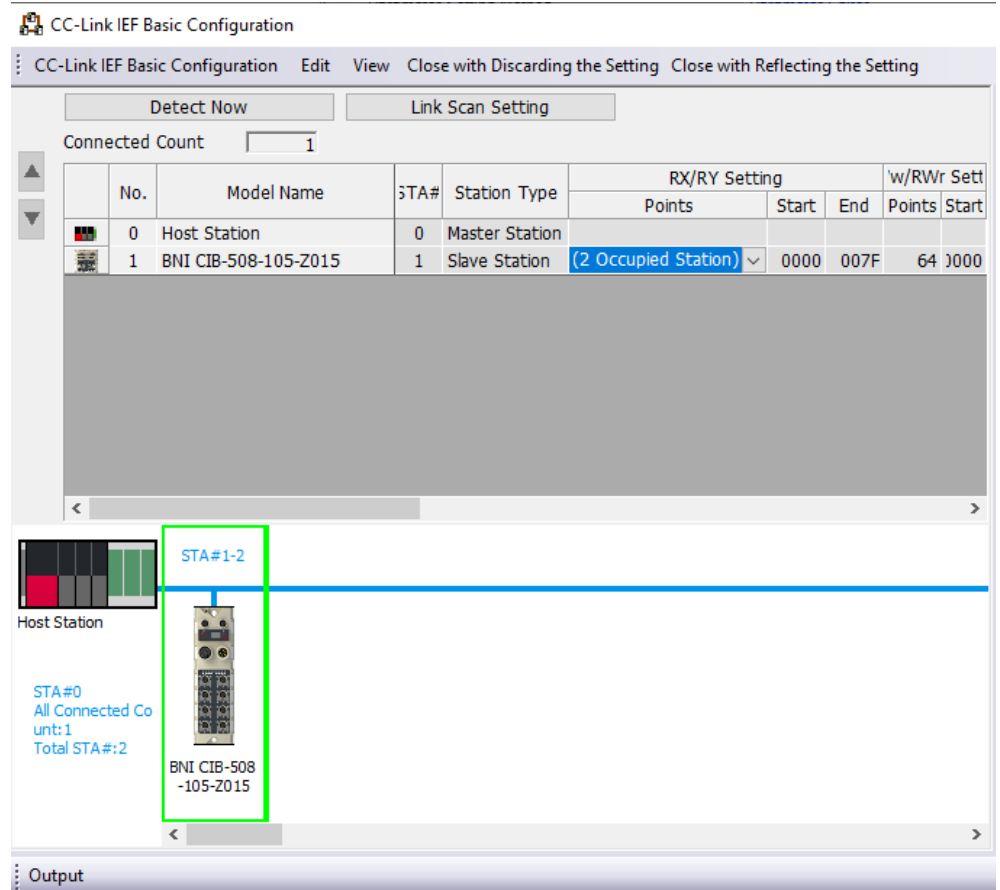 CC-Link IEF Basic Configuration
CC-Link IEF Basic Configuration Edit View Close with Discarding the Setting Close with Reflecting the Setting
Detect Now Link Scan Setting
Connected Count 1
No. Model Name STA# Station Type RX/RY Setting w/RWr Sett
Points Start End Points Start
0 Host Station 0 Master Station
1 BNI CIB-508-105-Z015 1 Slave Station (2 Occupied Station) 0000 007F 64 0000
STA#1-2
Host Station
STA#0
All Connected Co
unt:1
Total STA#:2
BNI CIB-508
-105-Z015
Output